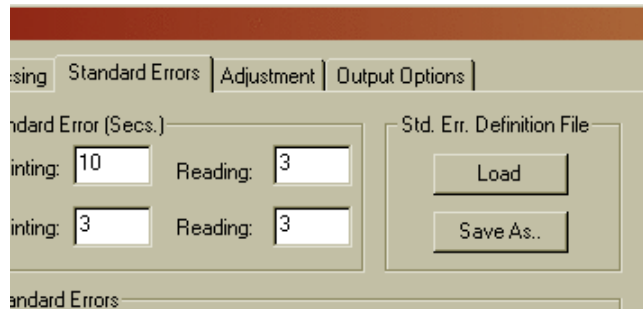 ssing Standard Errors Adjustment Output Options
ndard Error (Secs.) Std. Err. Definition File
inting: 10 Reading: 3 Load
inting: 3 Reading: 3 Save As..
andard Errors